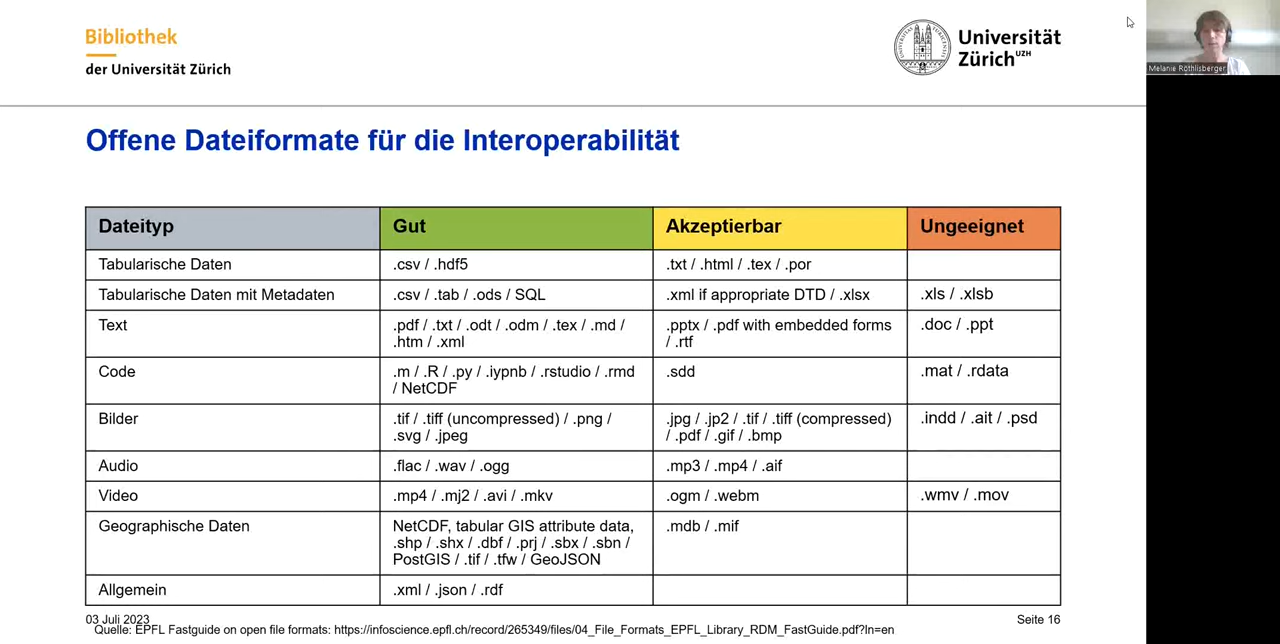 Bibliothek
der Universität Zürich
Universität
Zürich UZH
Melanie Röthlisberger
Offene Dateiformate für die Interoperabilität
Dateityp Gut Akzeptierbar Ungeeignet
Tabularische Daten .csv / .hdf5 .txt / .html / .tex / .por
Tabularische Daten mit Metadaten .csv / .tab / .ods / SQL .xml if appropriate DTD / .xlsx .xls / .xlsb
Text .pdf / .txt / .odt / .odm / .tex / .md / .pptx / .pdf with embedded forms .doc / .ppt
.htm / .xml / .rtf
Code .m / .R / .py / .iypnb / .rstudio / .rmd .sdd .mat / .rdata
/ NetCDF
Bilder .tif / .tiff (uncompressed) / .png / .jpg / .jp2 / .tif / .tiff (compressed) .indd / .ait / .psd
.svg / .jpeg / .pdf / .gif / .bmp
Audio .flac / .wav / .ogg .mp3 / .mp4 / .aif
Video .mp4 / .mj2 / .avi / .mkv .ogm / .webm .wmv / .mov
Geographische Daten NetCDF, tabular GIS attribute data, .mdb / .mif
.shp / .shx / .dbf / .prj / .sbx / .sbn /
PostGIS / .tif / .tfw / GeoJSON
Allgemein .xml / .json / .rdf
03 Juli 2023 Seite 16
Quelle: EPFL Fastguide on open file formats: https://infoscience.epfl.ch/record/265349/files/04_File_Formats_EPFL_Library_RDM_FastGuide.pdf?ln=en